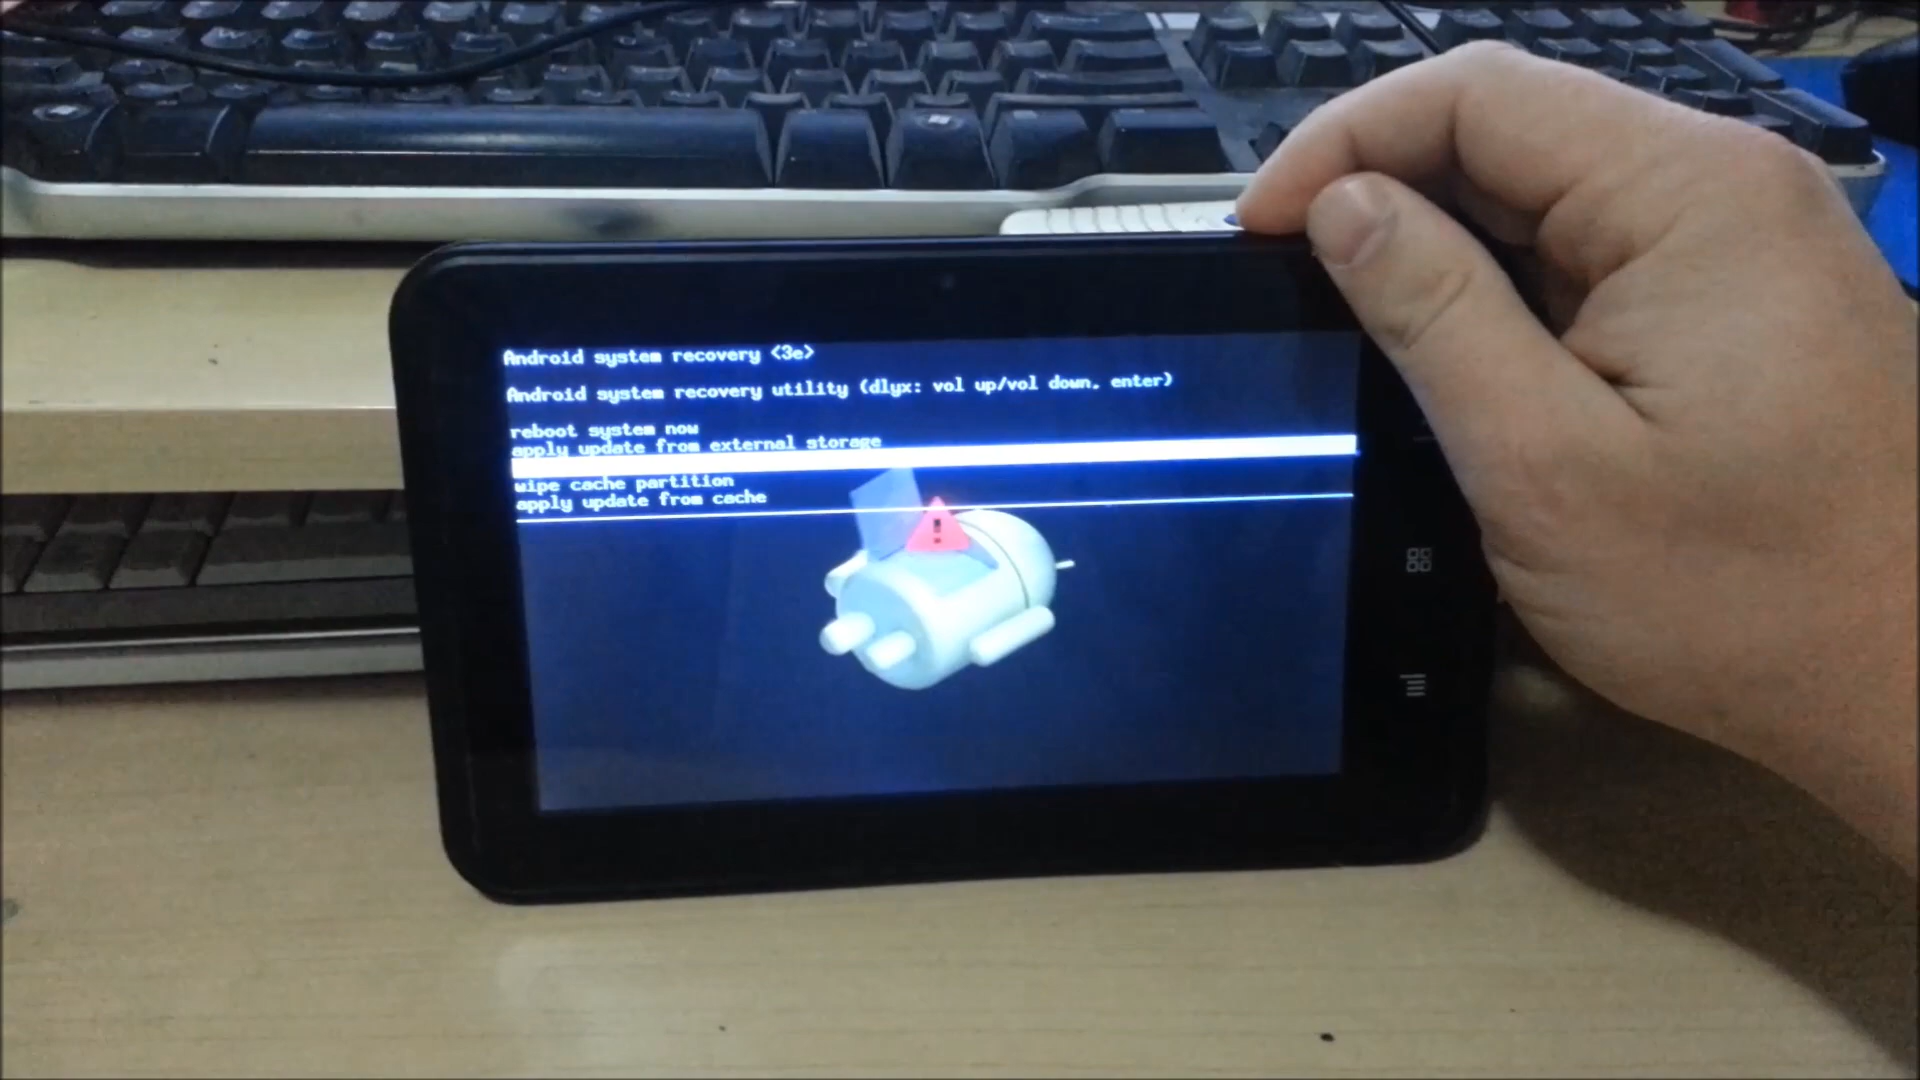 Android system recovery <3e>
Android system recovery utility (dlyx: vol up/vol down, enter)
reboot system now
apply update from external storage
wipe cache partition
apply update from cache